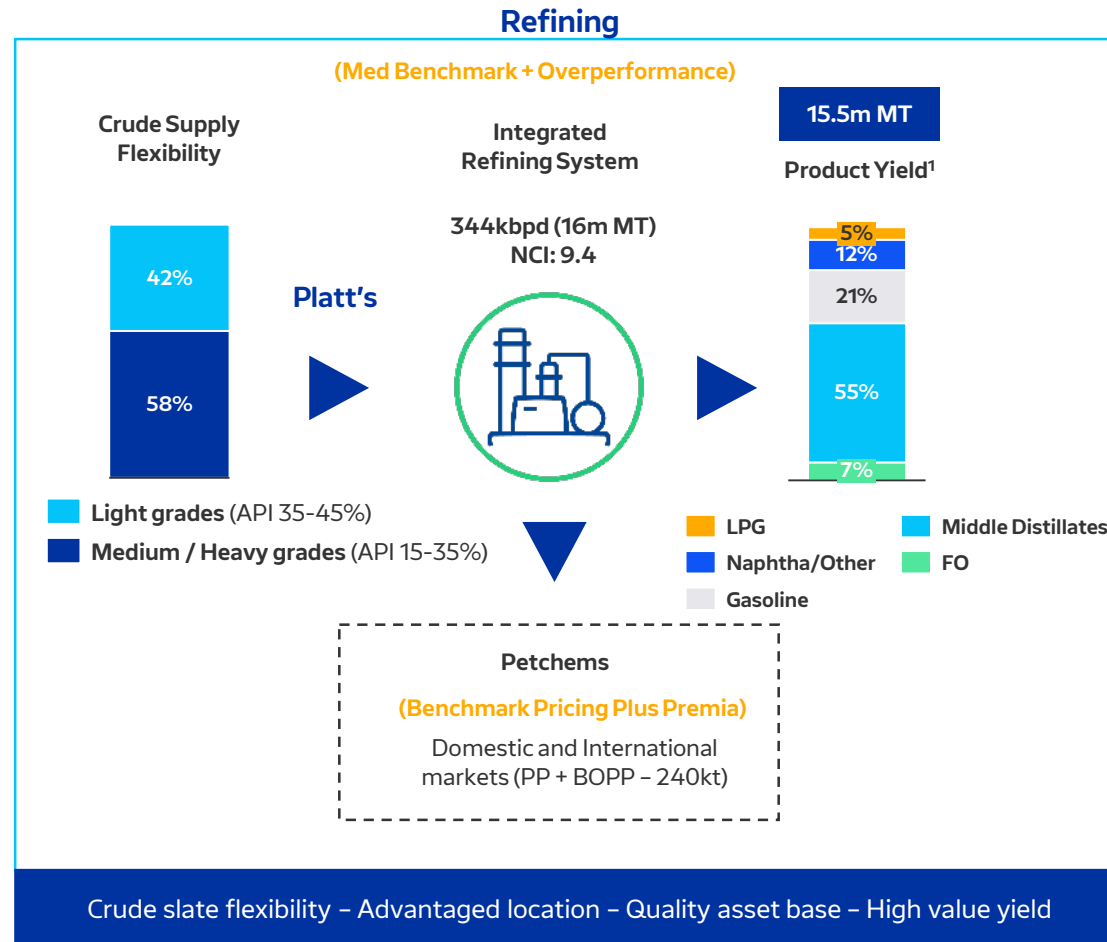 Refining
(Med Benchmark + Overperformance)
Crude Supply
Flexibility
42%
58%
Light grades (API 35-45%)
Medium / Heavy grades (API 15-35%)
Platt's
Integrated
Refining System
344kbpd (16m MT)
NCI: 9.4
15.5m MT
Product Yield¹
5%
12%
21%
55%
7%
LPG
Naphtha/Other
Gasoline
Middle Distillates
FO
Petchems
(Benchmark Pricing Plus Premia)
Domestic and International
markets (PP + BOPP – 240kt)
Crude slate flexibility – Advantaged location – Quality asset base – High value yield